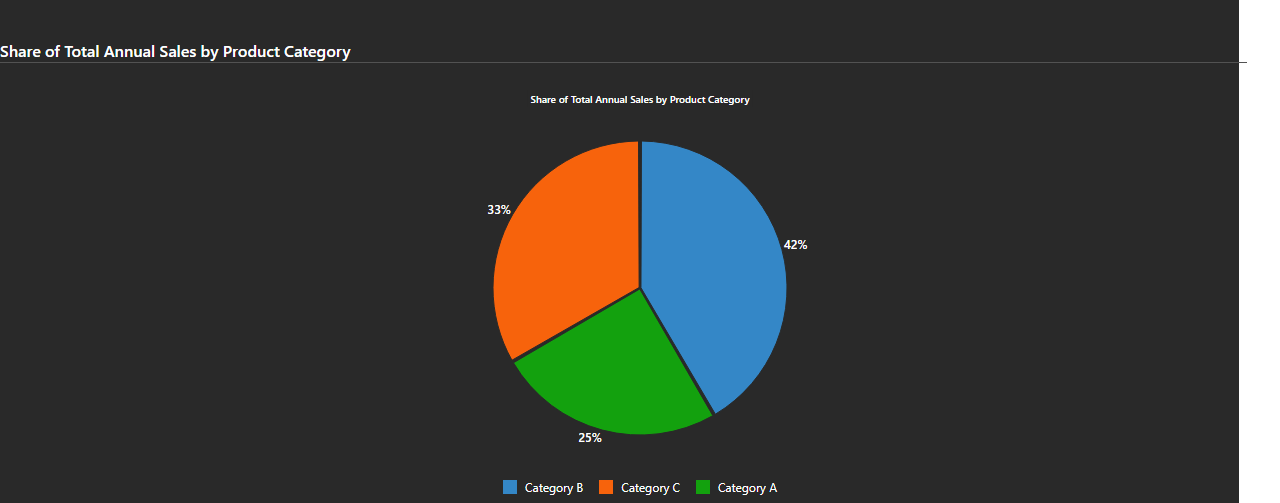 Share of Total Annual Sales by Product Category
Share of Total Annual Sales by Product Category
33%
42%
25%
Category B Category C Category A